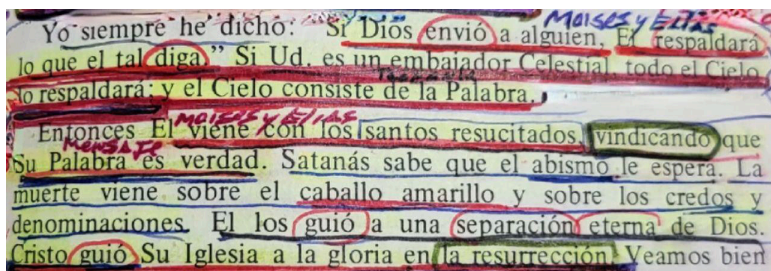 Moises y Elias
Yo siempre he dicho: "Si Dios envió a alguien, El respaldará
lo que el tal diga." Si Ud. es un embajador Celestial, todo el Cielo
lo respaldará: y el Cielo consiste de la Palabra.
Moises y Elias
Entonces El viene con los santos resucitados vindicando que
Mensaje
Su Palabra es verdad. Satanás sabe que el abismo le espera. La
muerte viene sobre el caballo amarillo y sobre los credos y
denominaciones. El los guió a una separación eterna de Dios.
Cristo guió Su Iglesia a la gloria en la resurrección. Veamos bien